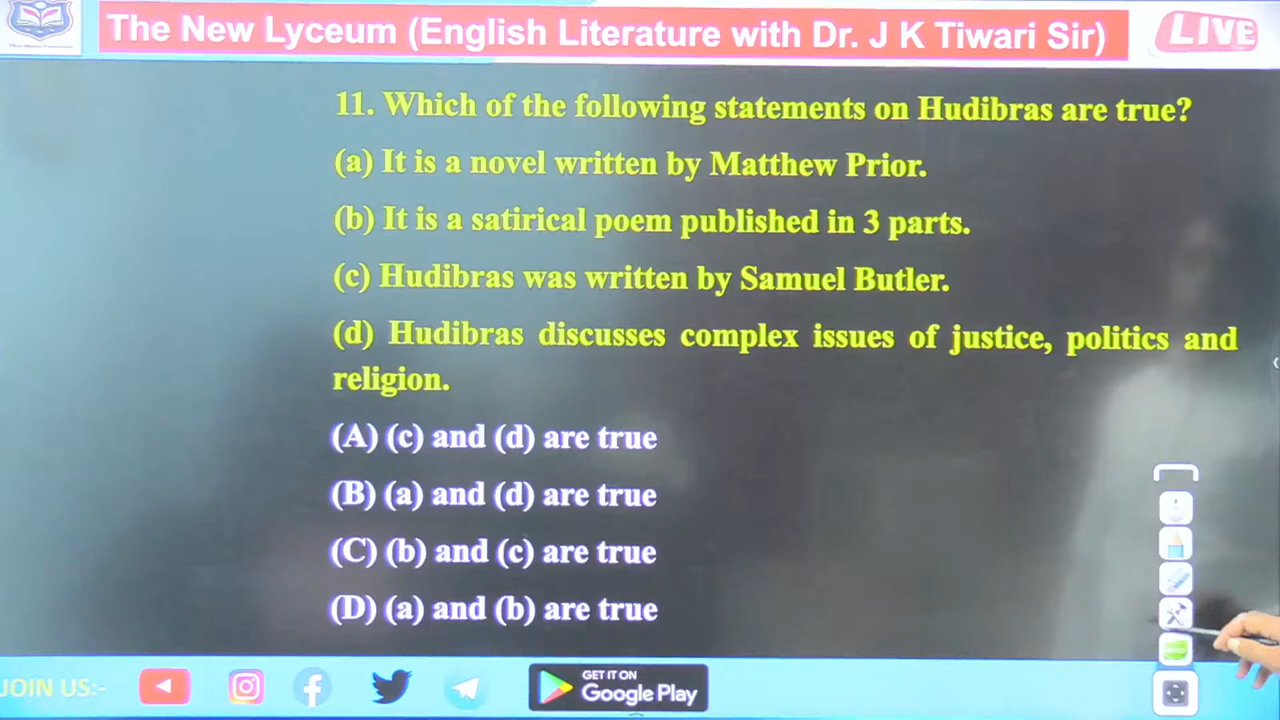 The New Lyceum (English Literature with Dr. J K Tiwari Sir)
LIVE
11. Which of the following statements on Hudibras are true?
(a) It is a novel written by Matthew Prior.
(b) It is a satirical poem published in 3 parts.
(c) Hudibras was written by Samuel Butler.
(d) Hudibras discusses complex issues of justice, politics and
religion.
(A) (c) and (d) are true
(B) (a) and (d) are true
(C) (b) and (c) are true
(D) (a) and (b) are true
JOIN US:-
GET IT ON
Google Play